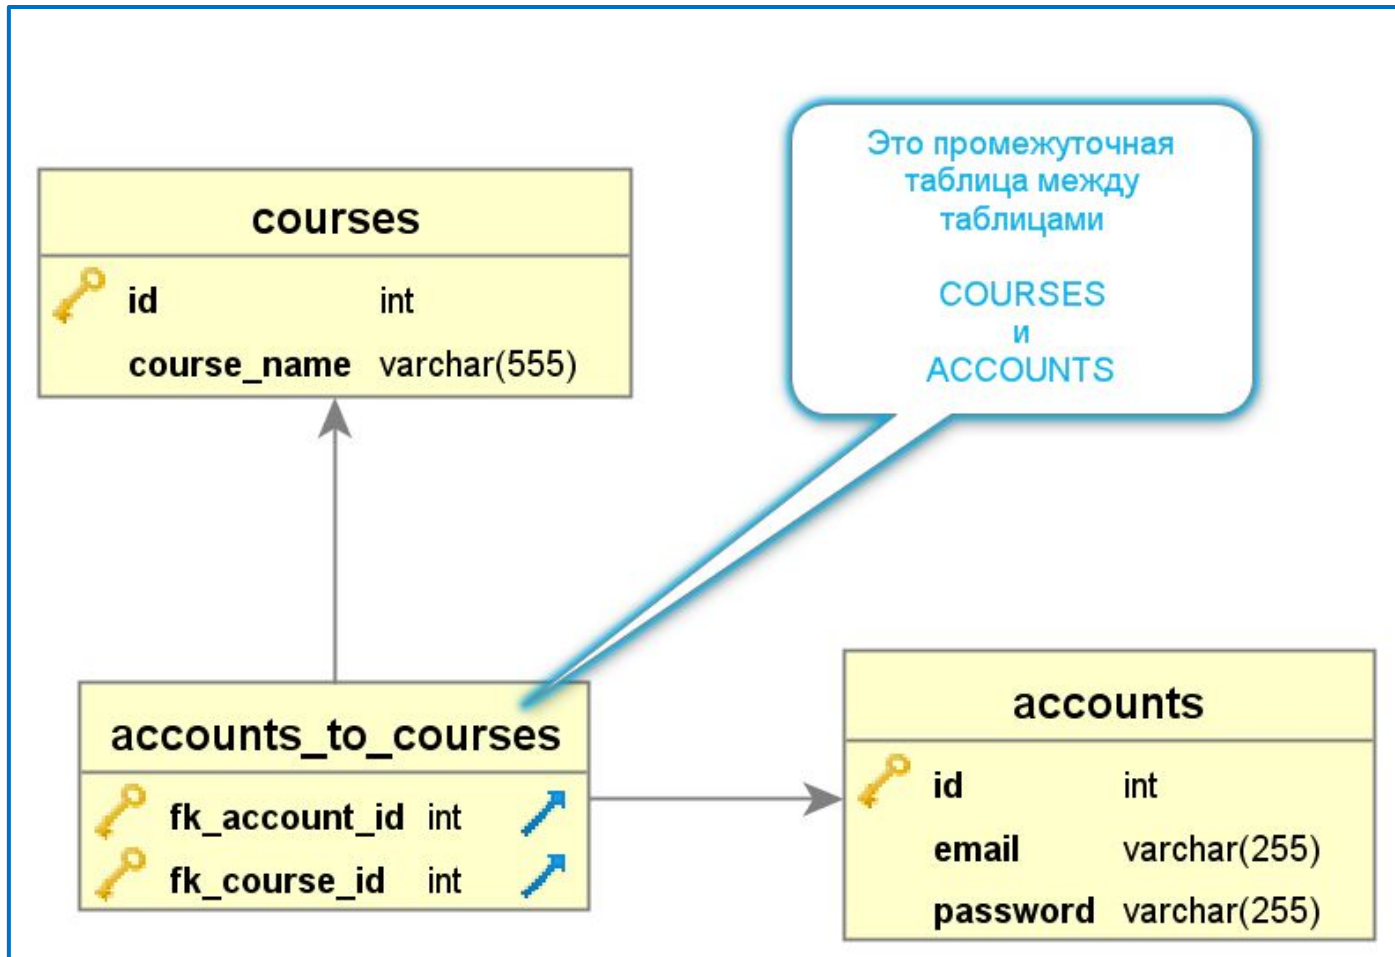 Это промежуточная
таблица между
таблицами
COURSES
и
ACCOUNTS
courses
id int
course_name varchar(555)
accounts_to_courses
fk_account_id int
fk_course_id int
accounts
id int
email varchar(255)
password varchar(255)